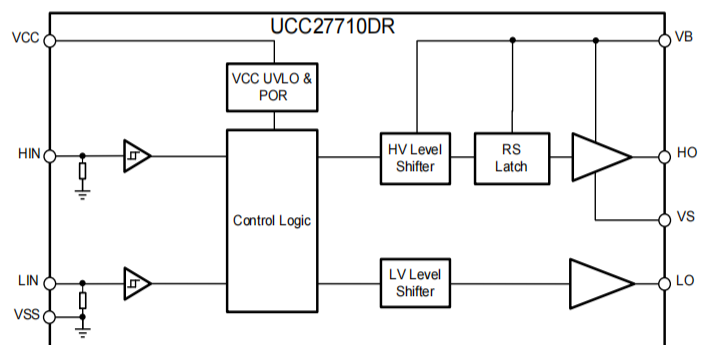 UCC27710DR
VCC
VB
VCC UVLO &
POR
HIN
HV Level
Shifter
RS
Latch
HO
Control Logic
VS
LIN
LV Level
Shifter
LO
VSS